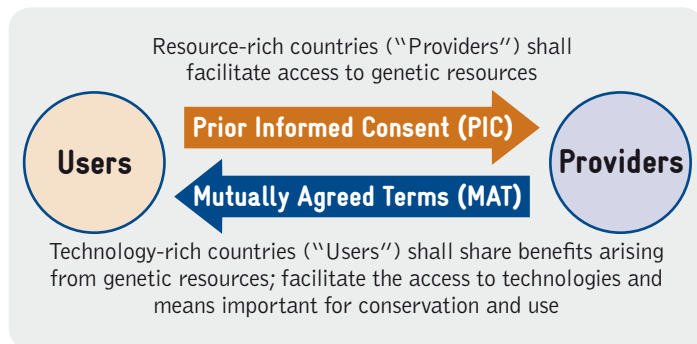 Resource-rich countries (“Providers”) shall
facilitate access to genetic resources
Prior Informed Consent (PIC)
Users
Providers
Mutually Agreed Terms (MAT)
Technology-rich countries (“Users”) shall share benefits arising
from genetic resources; facilitate the access to technologies and
means important for conservation and use